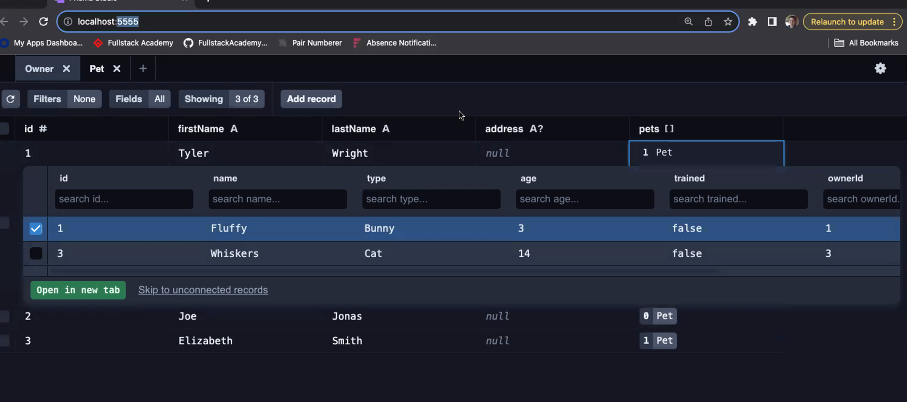 localhost:5555
Relaunch to update
My Apps Dashboa... Fullstack Academy FullstackAcademy... Pair Numberer Absence Notificati... All Bookmarks
Owner Pet
Filters None Fields All Showing 3 of 3 Add record
id # firstName A lastName A address A? pets []
1 Tyler Wright null 1 Pet
id name type age trained ownerId
search id... search name... search type... search age... search trained... search ownerId.
1 Fluffy Bunny 3 false 1
3 Whiskers Cat 14 false 3
Open in new tab Skip to unconnected records
2 Joe Jonas null 0 Pet
3 Elizabeth Smith null 1 Pet